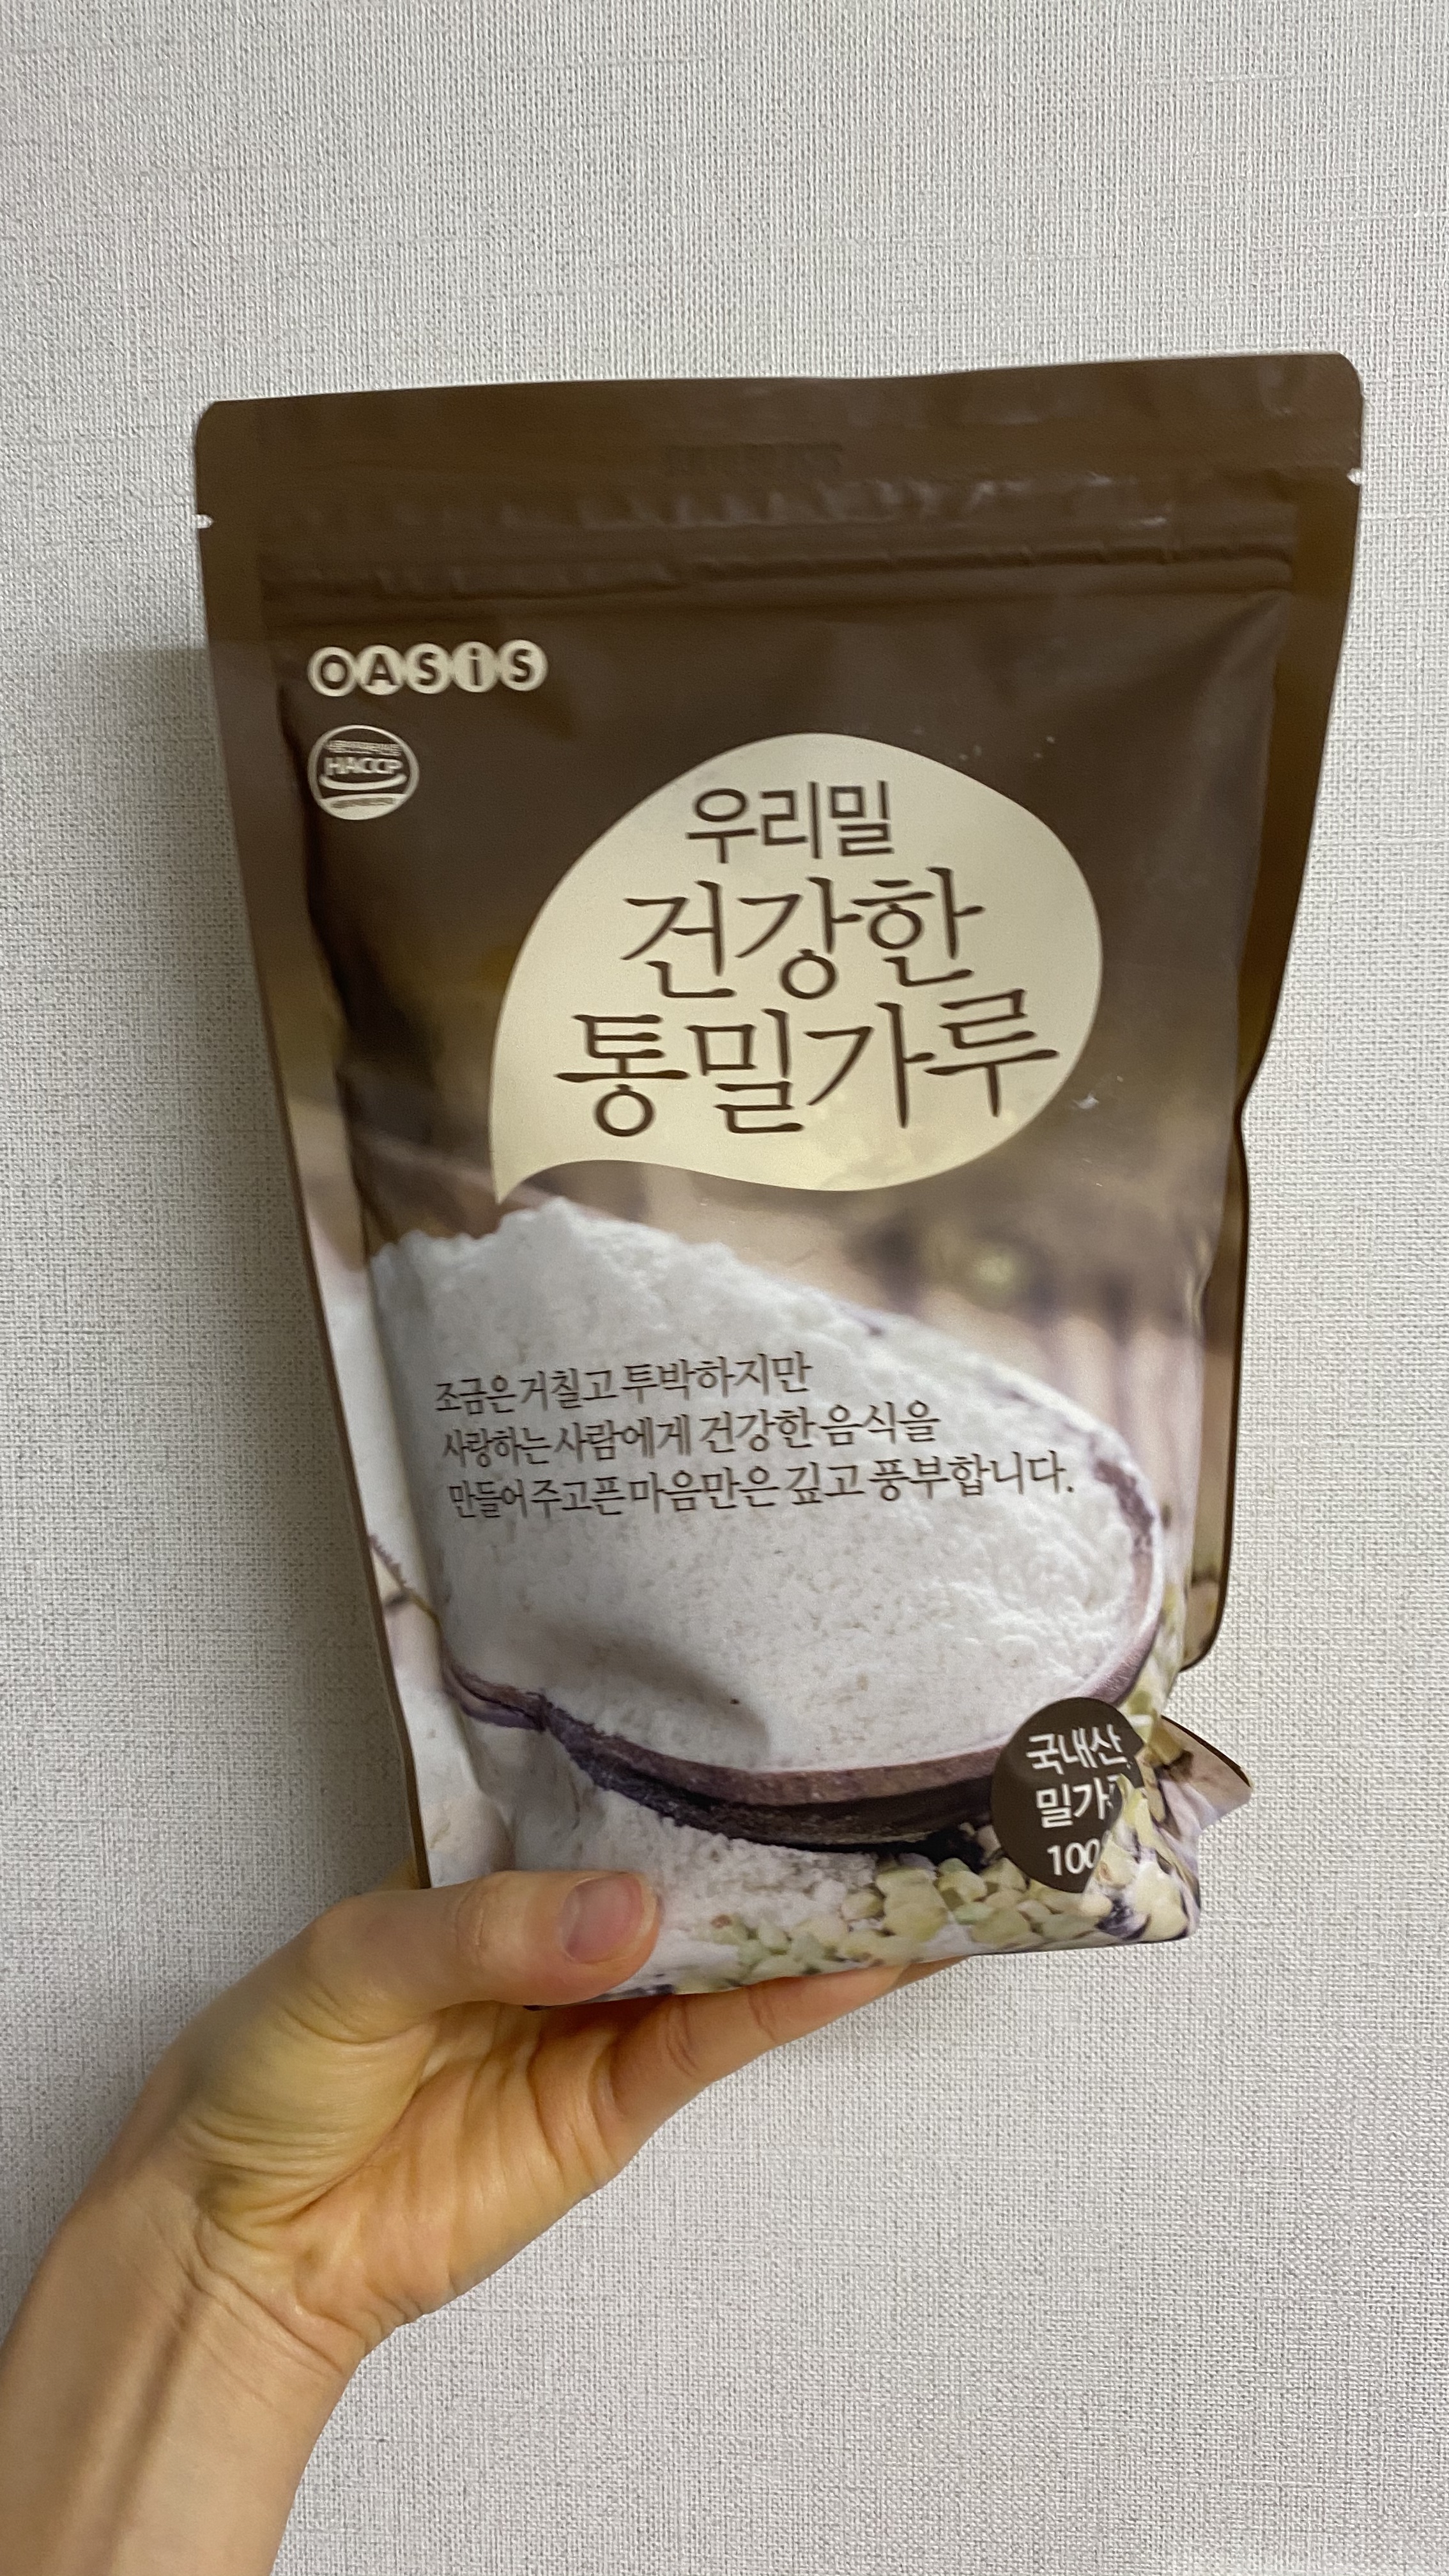 OASiS
HACCP
우리밀
건강한
통밀가루
조금은 거칠고 투박하지만
사랑하는 사람에게 건강한 음식을
만들어 주고픈 마음만은 깊고 풍부합니다.
국내산